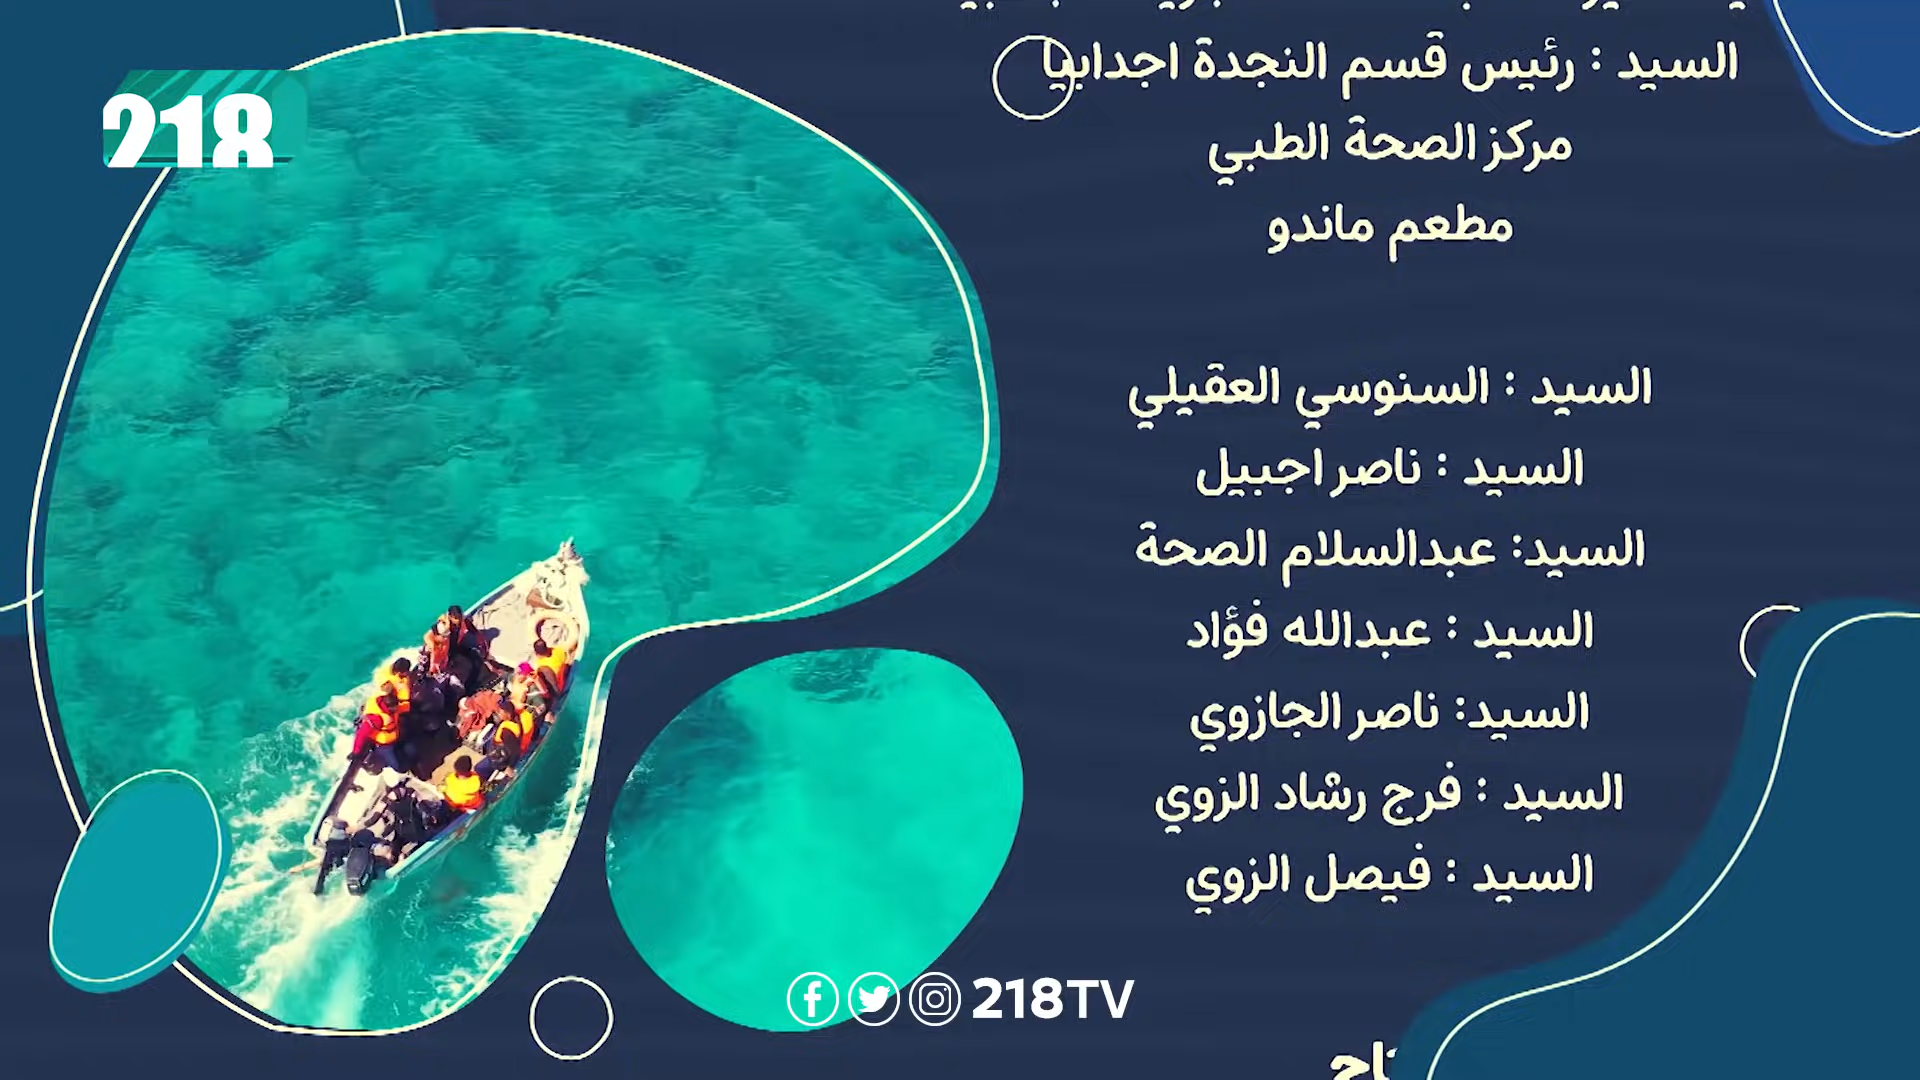 218
السيد : رئيس قسم النجدة اجدابيا
مركز الصحة الطبي
مطعم ماندو
السيد : السنوسي العقيلي
السيد : ناصر اجبيل
السيد: عبدالسلام الصحة
السيد : عبدالله فؤاد
السيد: ناصر الجازوي
السيد : فرج رشاد الزوي
السيد : فيصل الزوي
218TV